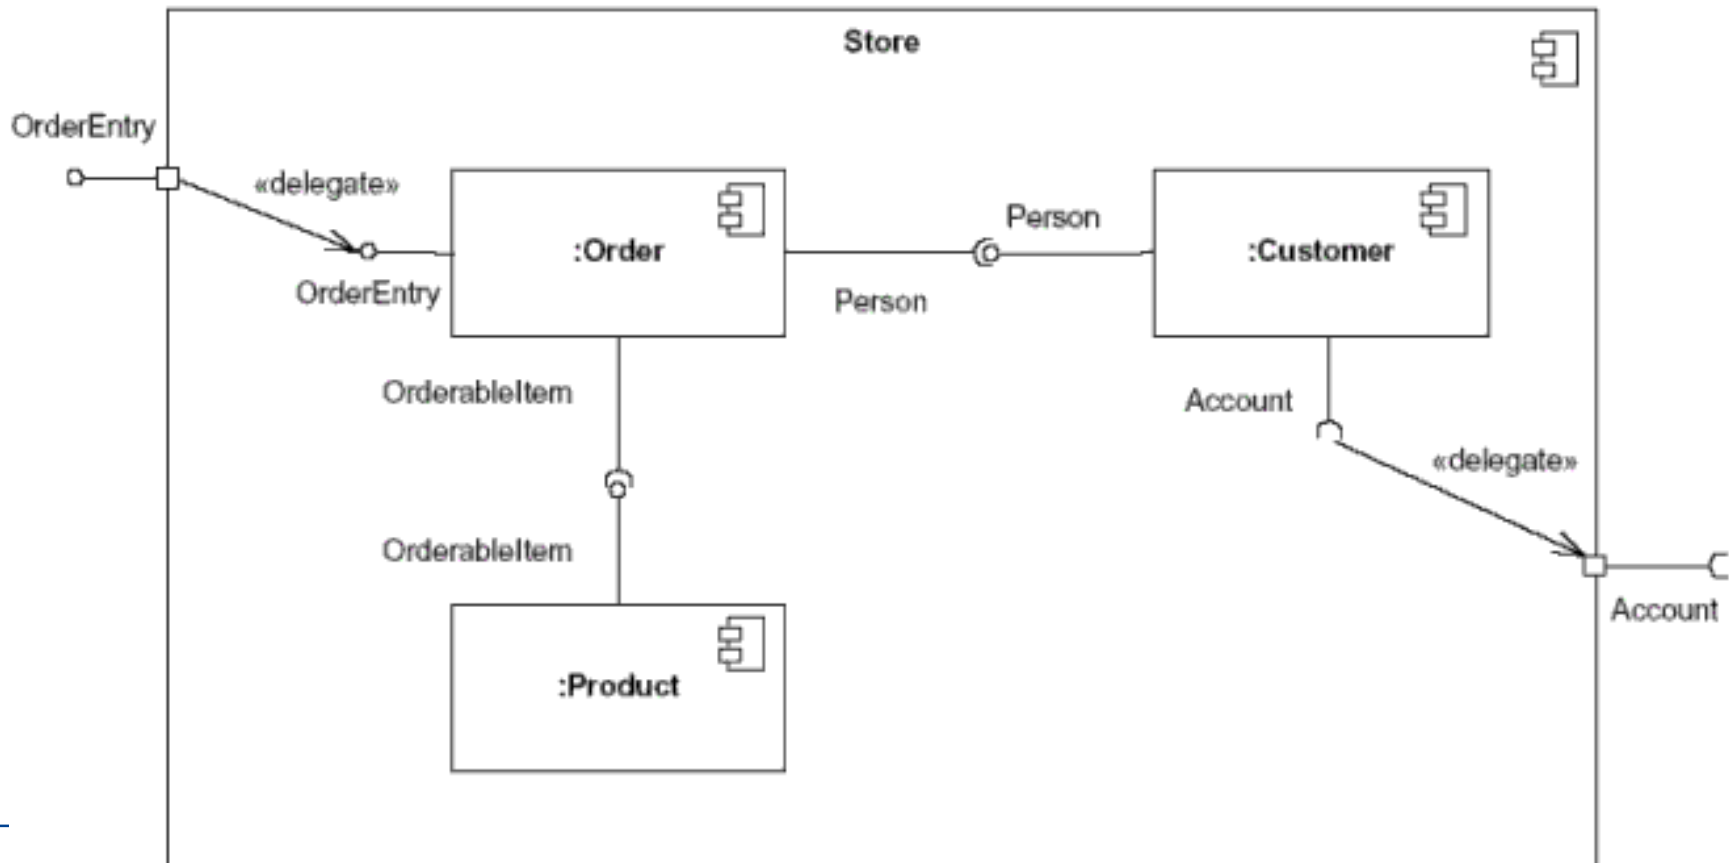 Store
OrderEntry
«delegate»
:Order
OrderEntry
Person
Person
:Customer
OrderableItem
Account
«delegate»
OrderableItem
Account
:Product